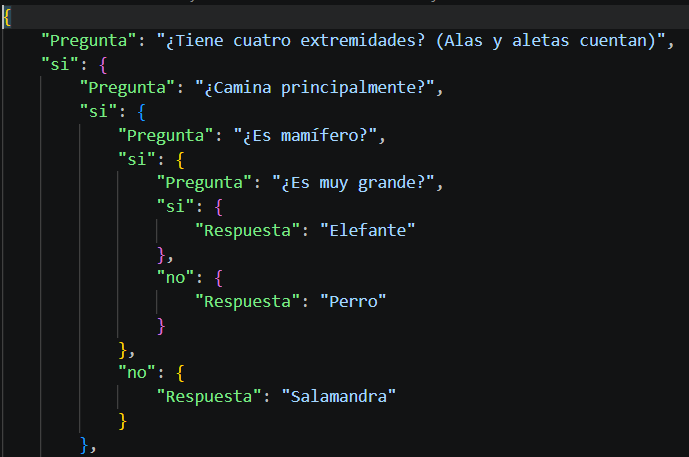 {
    "Pregunta": "¿Tiene cuatro extremidades? (Alas y aletas cuentan)",
    "si": {
        "Pregunta": "¿Camina principalmente?",
        "si": {
            "Pregunta": "¿Es mamífero?",
            "si": {
                "Pregunta": "¿Es muy grande?",
                "si": {
                    "Respuesta": "Elefante"
                },
                "no": {
                    "Respuesta": "Perro"
                }
            },
            "no": {
                "Respuesta": "Salamandra"
            }
        },